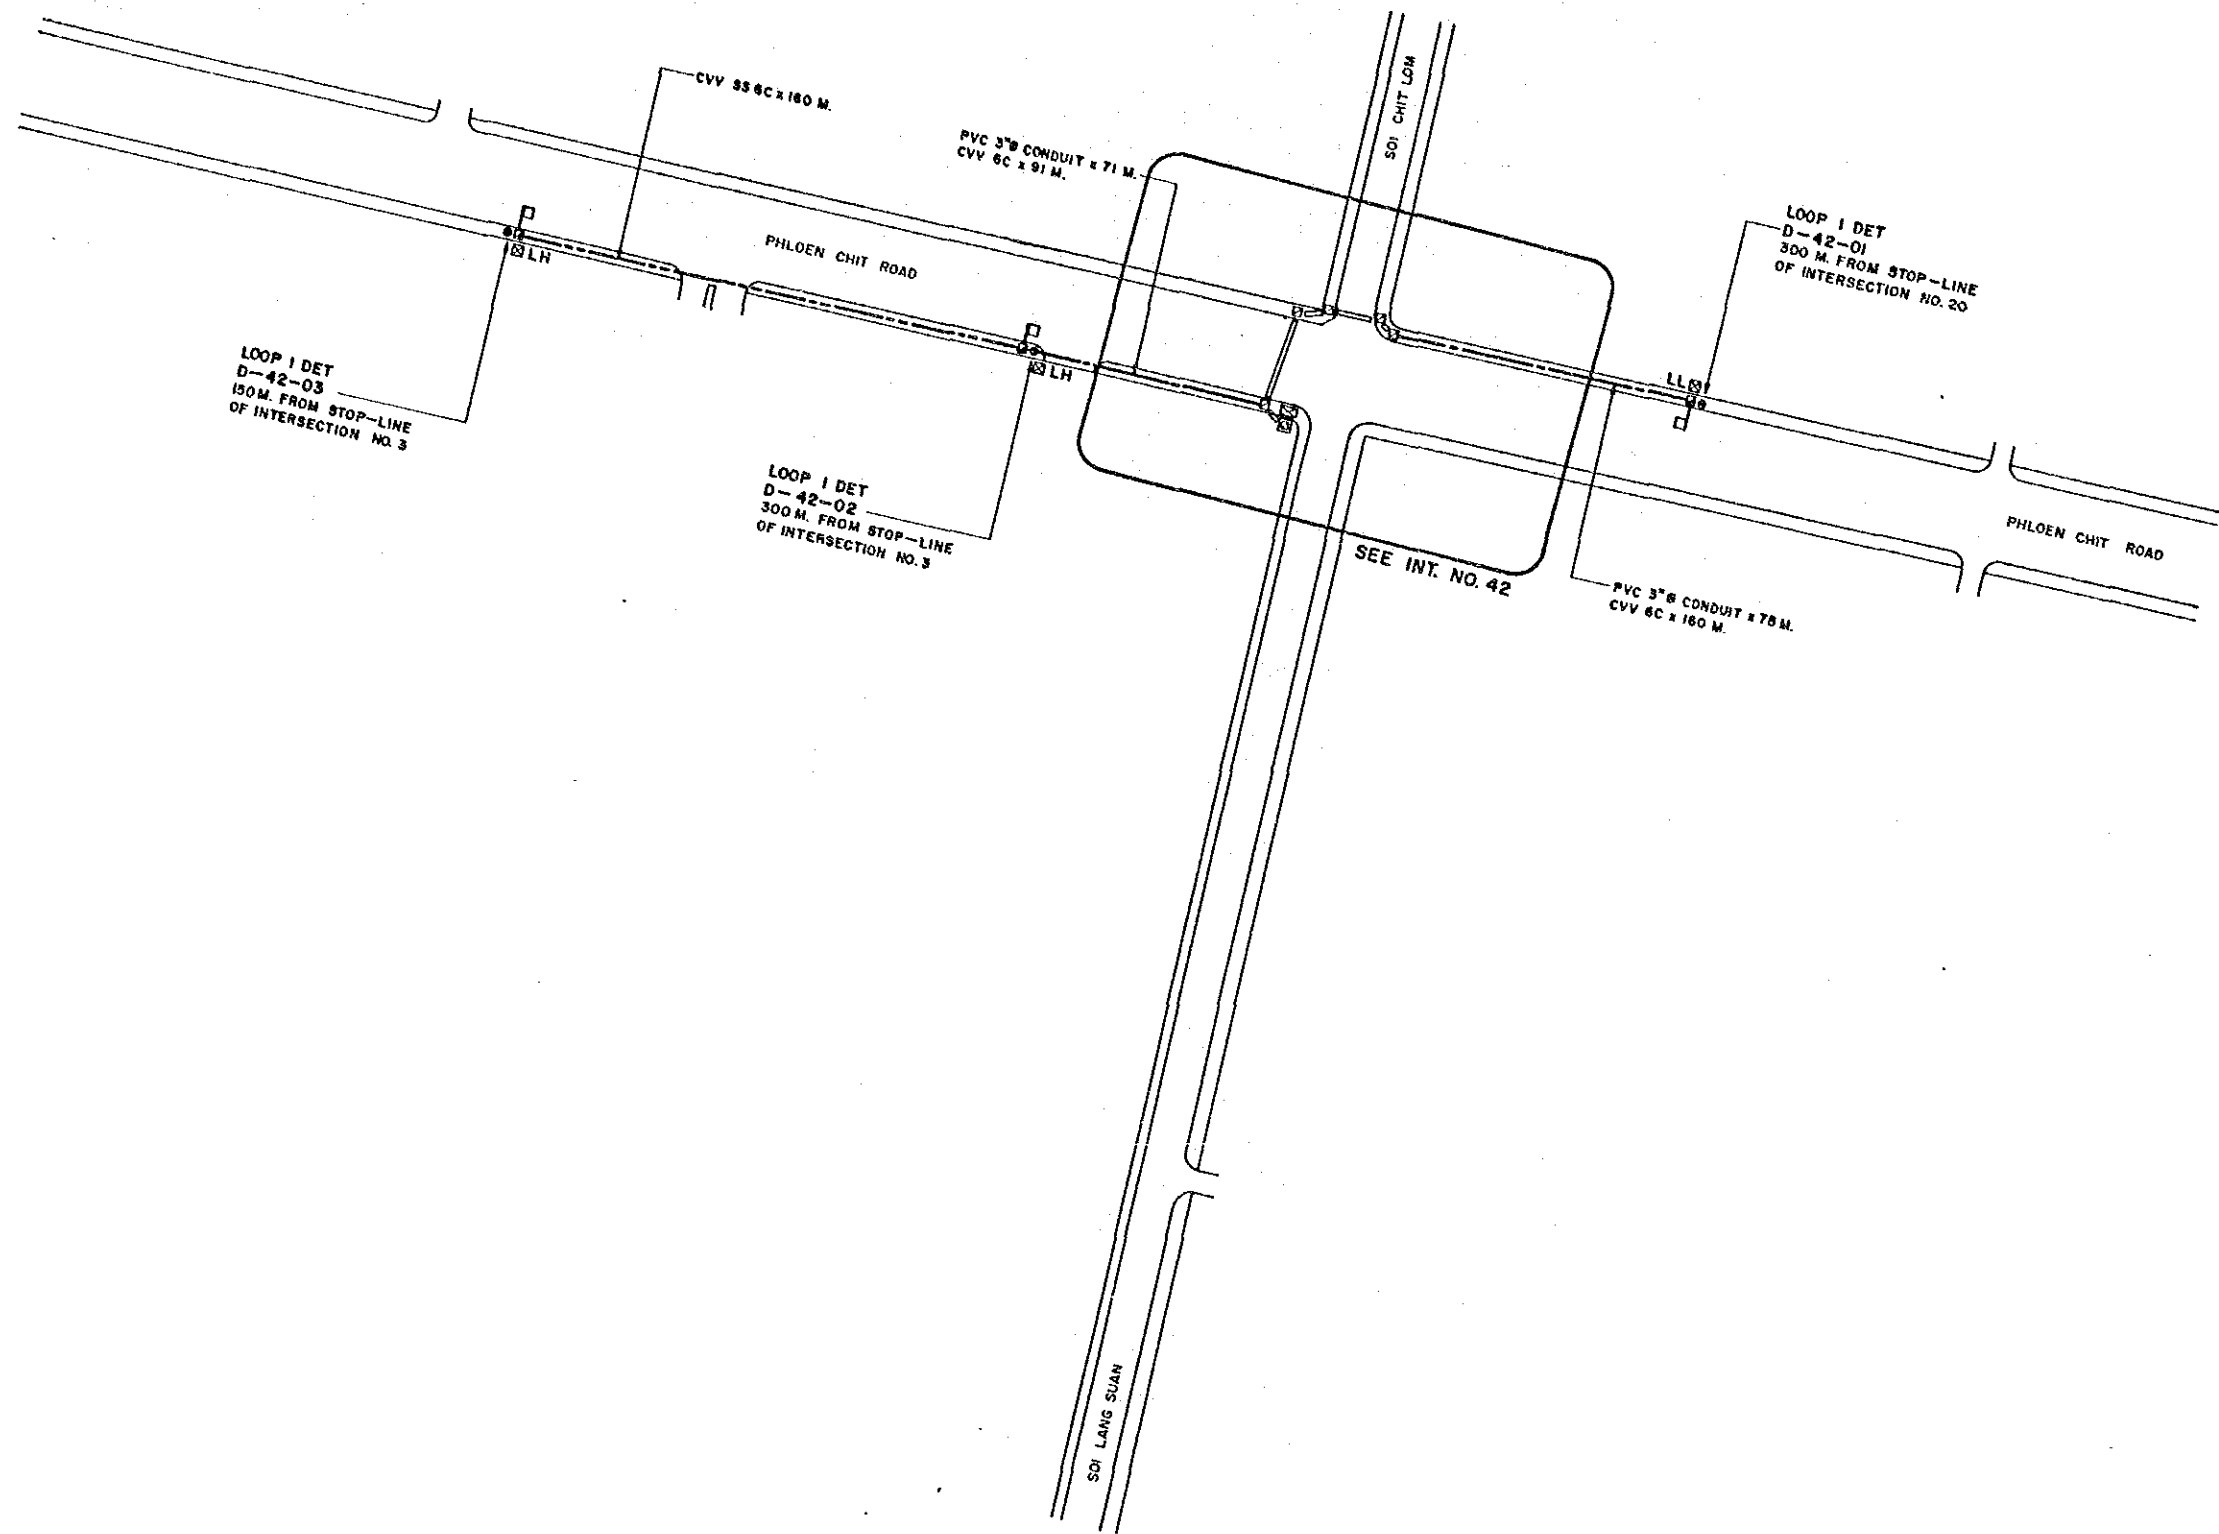 SOI CHIT LOM
CVV SS 6C x 160 M.
PVC 3"Ø CONDUIT x 71 M.
CVV 6C x 91 M.
LOOP 1 DET
D-42-01
300 M. FROM STOP-LINE
OF INTERSECTION NO. 20
PHLOEN CHIT ROAD
LH
LH
LL
LOOP 1 DET
D-42-03
150 M. FROM STOP-LINE
OF INTERSECTION NO. 3
LOOP 1 DET
D-42-02
300 M. FROM STOP-LINE
OF INTERSECTION NO. 3
SEE INT. NO. 42
PHLOEN CHIT ROAD
PVC 3"Ø CONDUIT x 78 M.
CVV 6C x 160 M.
SOI LANG SUAN